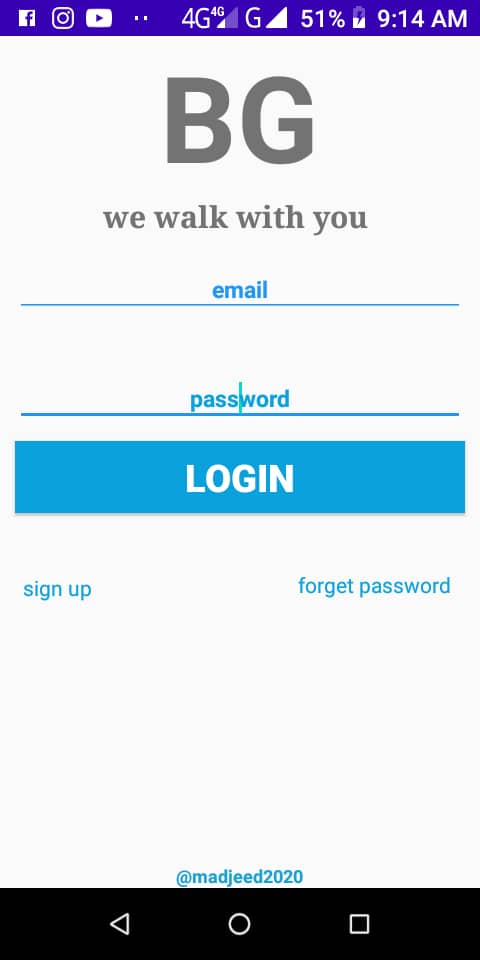 4G 4G G 51% 9:14 AM
BG
we walk with you
email
password
LOGIN
sign up
forget password
@madjeed2020